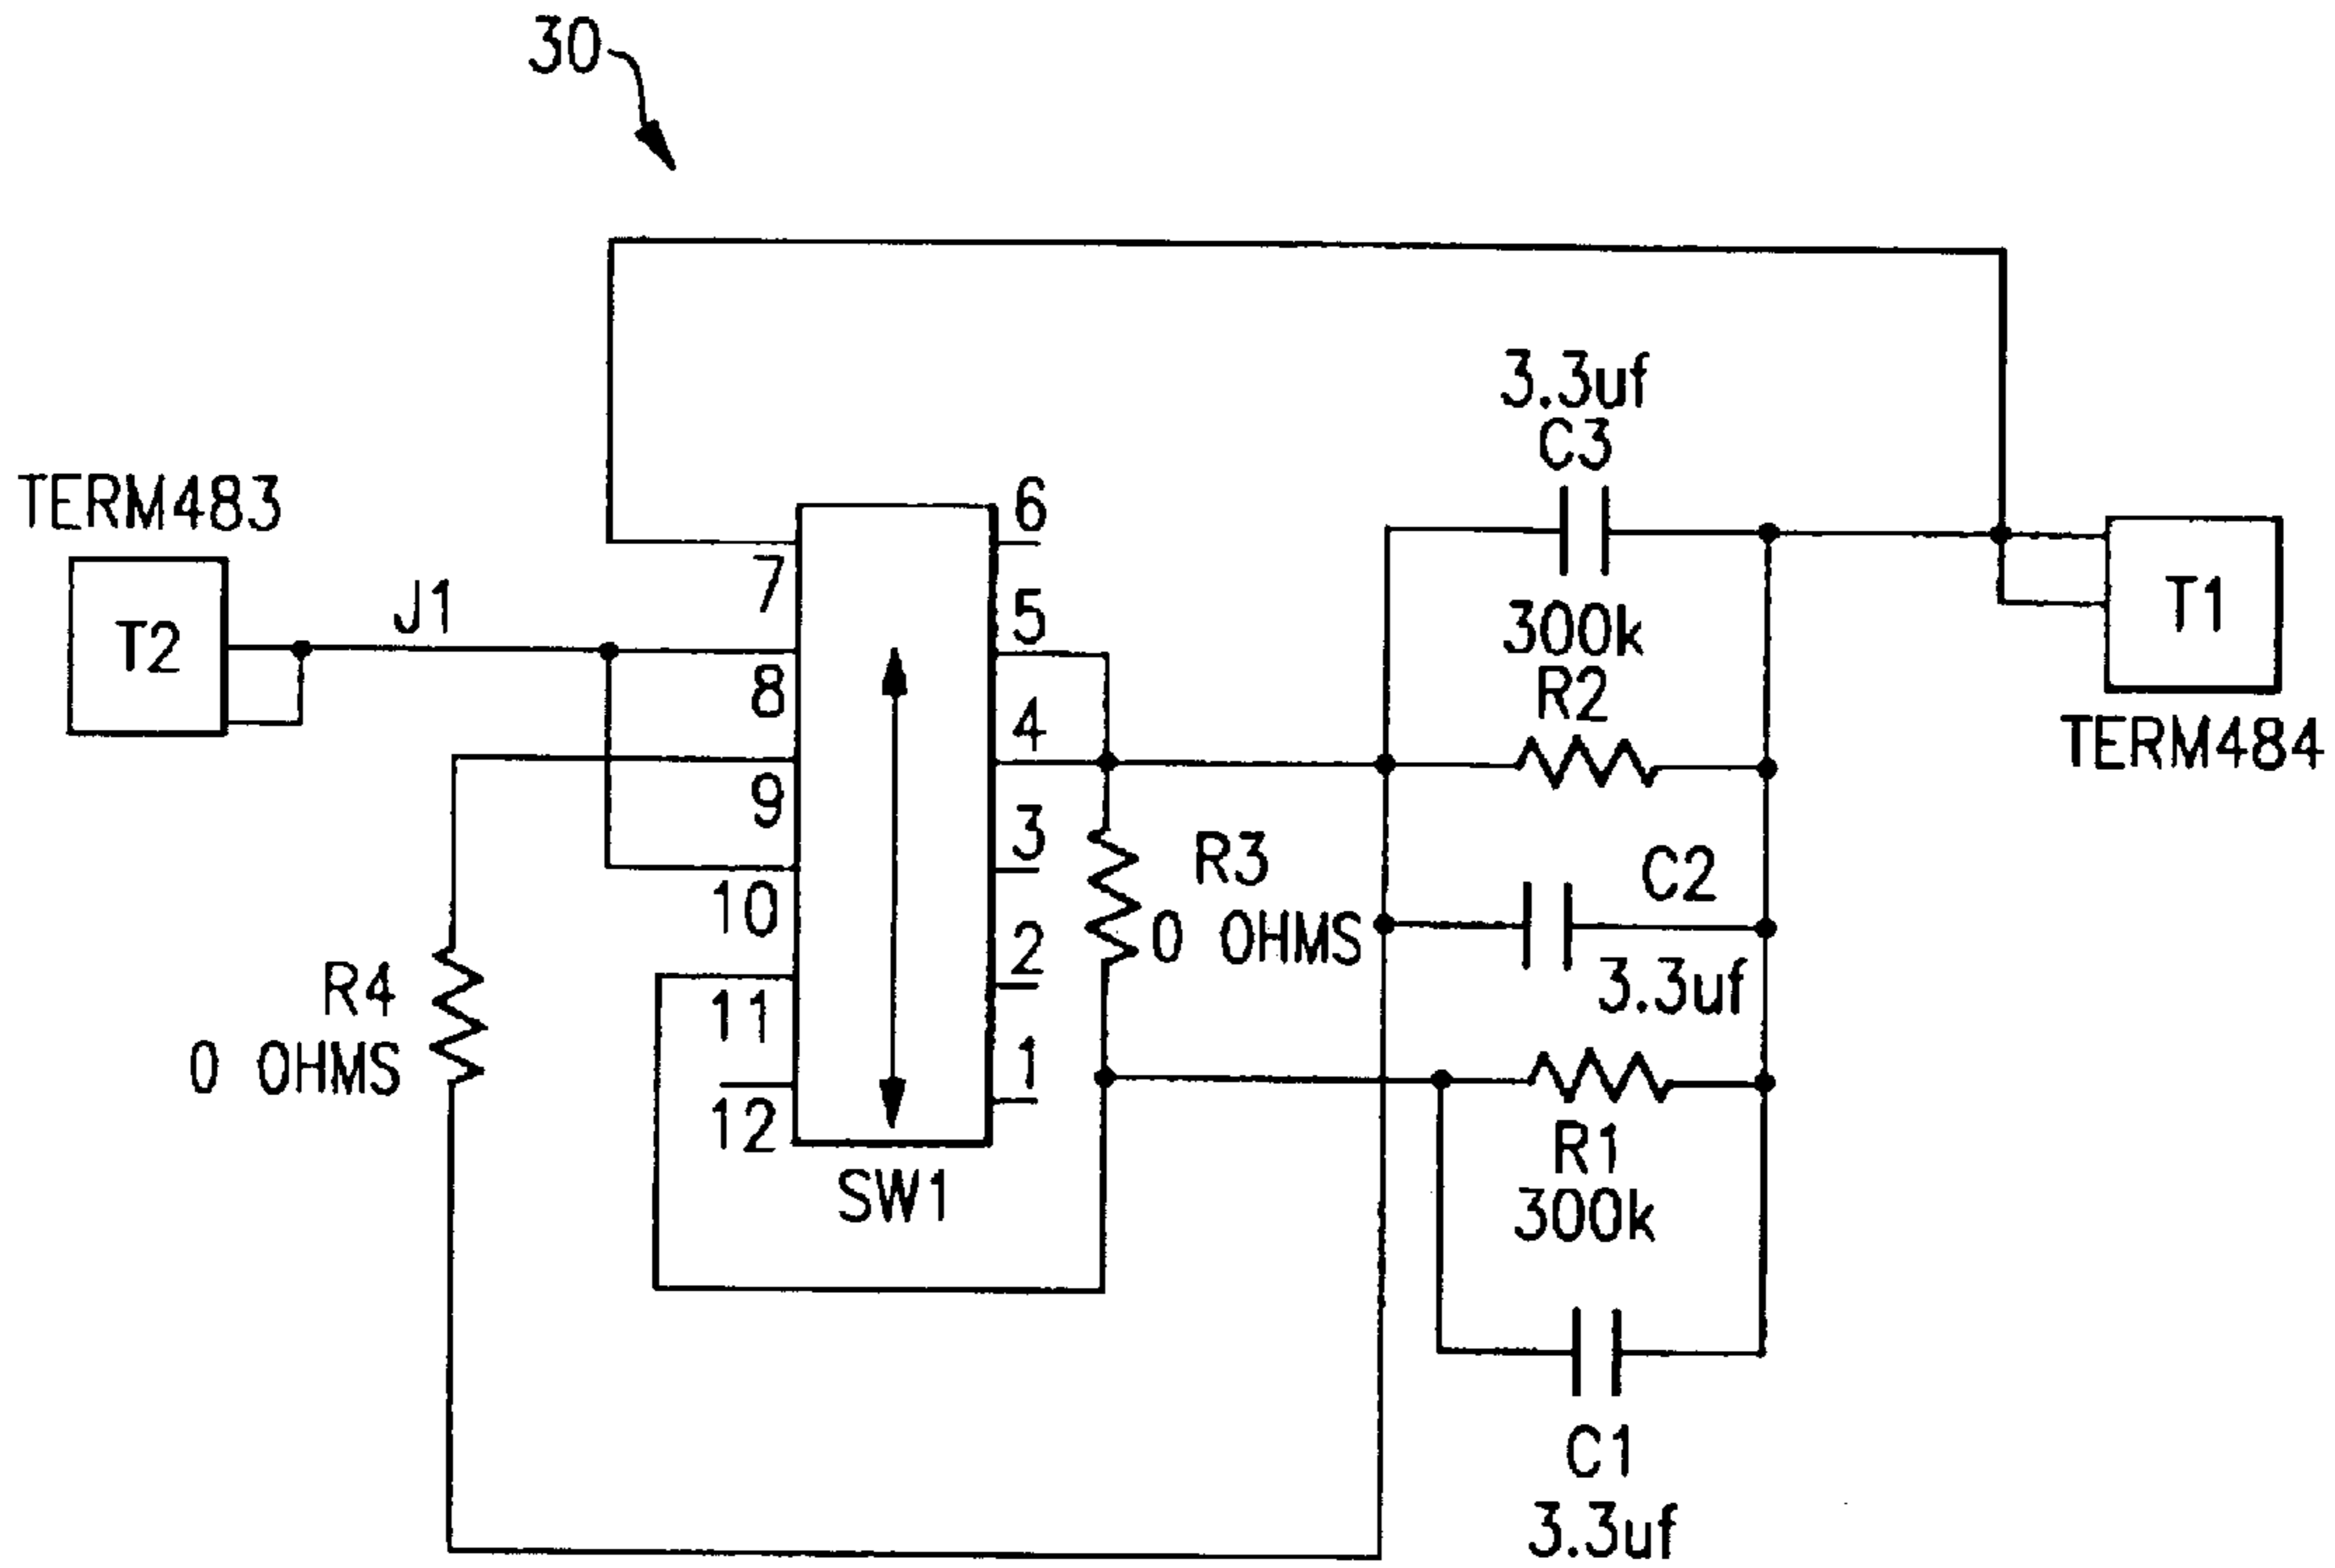 30
3.3uf
C3
TERM483
6
7
J1
5
300k
T1
T2
R2
8
4
TERM484
9
3
R3
C2
10
0 OHMS
2
R4
3.3uf
11
0 OHMS
1
12
R1
SW1
300k
C1
3.3uf